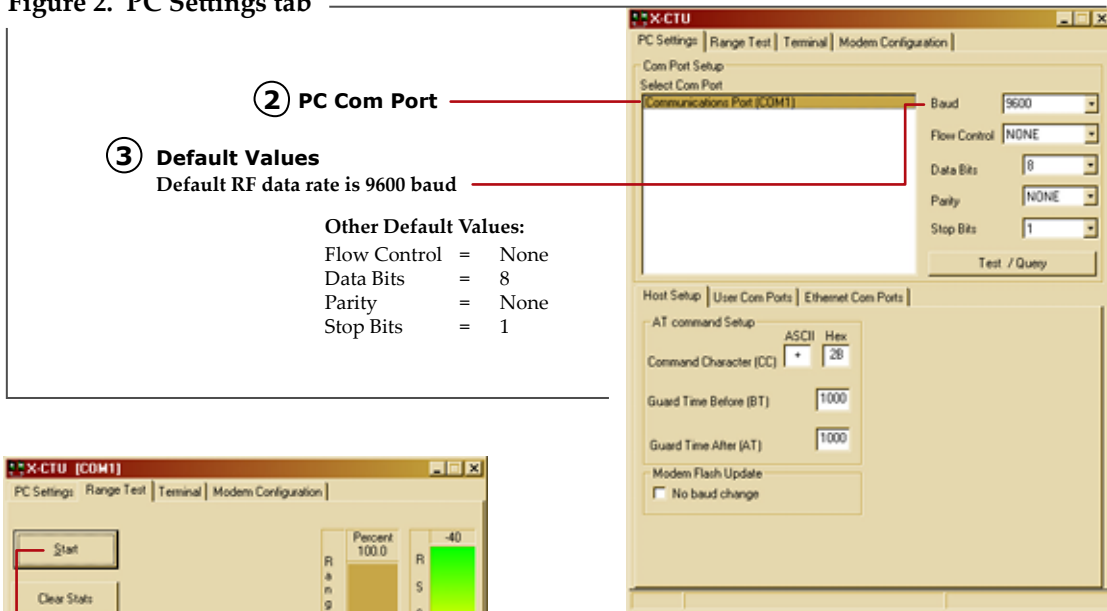 Figure 2. PC Settings tab
② PC Com Port
③ Default Values
Default RF data rate is 9600 baud
Other Default Values:
Flow Control = None
Data Bits = 8
Parity = None
Stop Bits = 1
X-CTU
PC Settings Range Test Terminal Modem Configuration
Com Port Setup
Select Com Port
Communications Port (COM1)
Baud 9600
Flow Control NONE
Data Bits 8
Parity NONE
Stop Bits 1
Test / Query
Host Setup User Com Ports Ethernet Com Ports
AT command Setup
ASCII Hex
Command Character (CC) + 2B
Guard Time Before (BT) 1000
Guard Time After (AT) 1000
Modem Flash Update
No baud change
X-CTU [COM1]
PC Settings Range Test Terminal Modem Configuration
Start
Clear Stats
Percent
100.0
-40
R
a
n
g
R
S